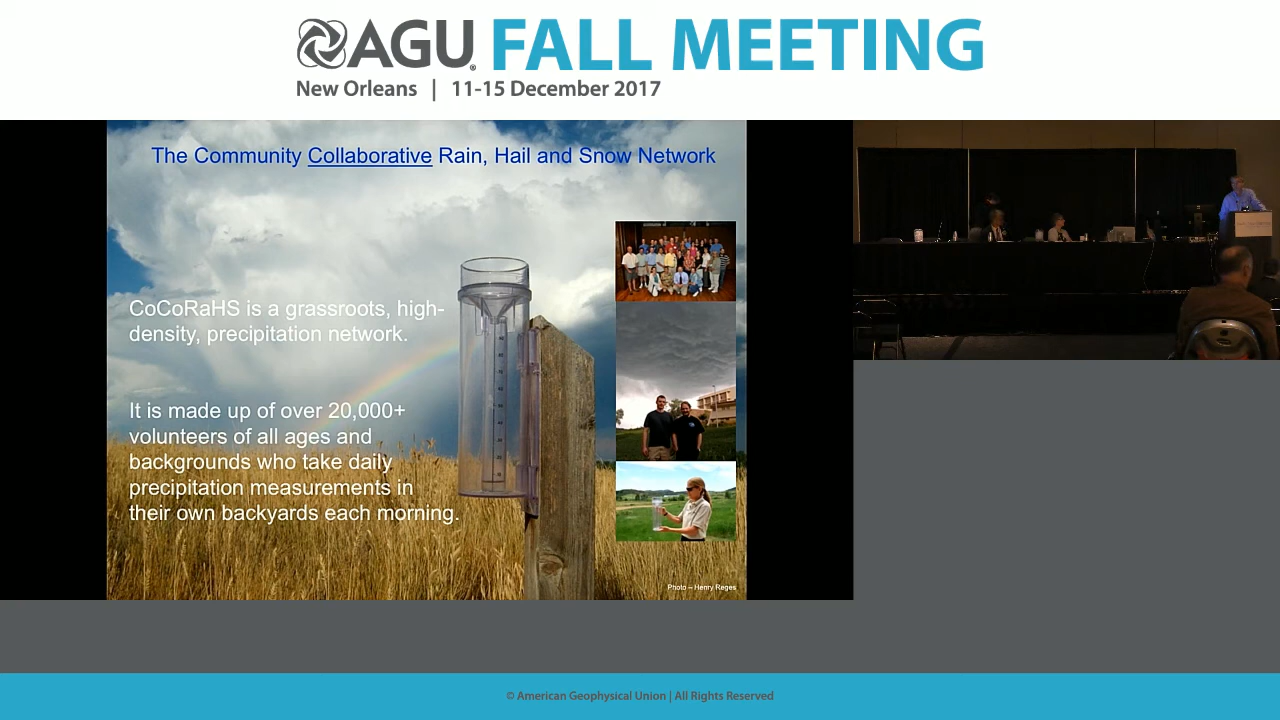 AGU FALL MEETING
New Orleans | 11-15 December 2017
The Community Collaborative Rain, Hail and Snow Network
CoCoRaHS is a grassroots, high-
density, precipitation network.
It is made up of over 20,000+
volunteers of all ages and
backgrounds who take daily
precipitation measurements in
their own backyards each morning.
Photo – Henry Reges
© American Geophysical Union | All Rights Reserved